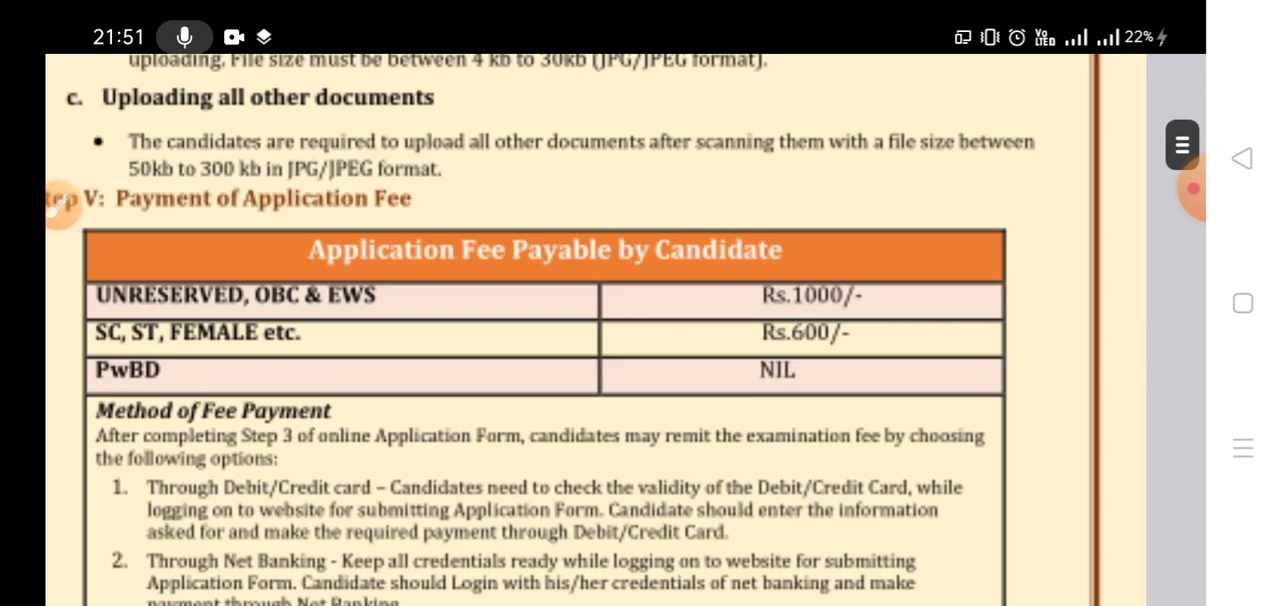 21:51
Vo LTED 22%
uploading. File size must be between 4 kb to 30kb (JPG/JPEG format).
c. Uploading all other documents
• The candidates are required to upload all other documents after scanning them with a file size between
50kb to 300 kb in JPG/JPEG format.
tep V: Payment of Application Fee
Application Fee Payable by Candidate
UNRESERVED, OBC & EWS Rs.1000/-
SC, ST, FEMALE etc. Rs.600/-
PwBD NIL
Method of Fee Payment
After completing Step 3 of online Application Form, candidates may remit the examination fee by choosing
the following options:
1. Through Debit/Credit card – Candidates need to check the validity of the Debit/Credit Card, while
logging on to website for submitting Application Form. Candidate should enter the information
asked for and make the required payment through Debit/Credit Card.
2. Through Net Banking - Keep all credentials ready while logging on to website for submitting
Application Form. Candidate should Login with his/her credentials of net banking and make
payment through Net Banking